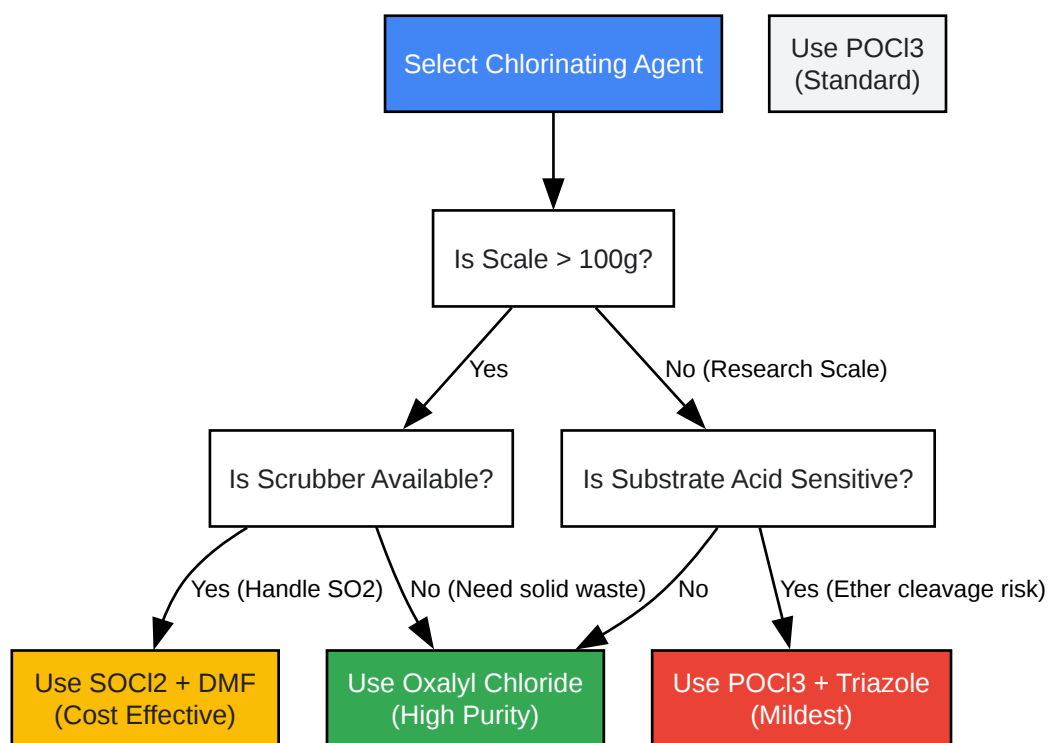 Select Chlorinating Agent
Use POCl3
(Standard)
Is Scale > 100g?
Yes
No (Research Scale)
Is Scrubber Available?
Is Substrate Acid Sensitive?
Yes (Handle SO2)
No (Need solid waste)
No
Yes (Ether cleavage risk)
Use SOCl2 + DMF
(Cost Effective)
Use Oxalyl Chloride
(High Purity)
Use POCl3 + Triazole
(Mildest)